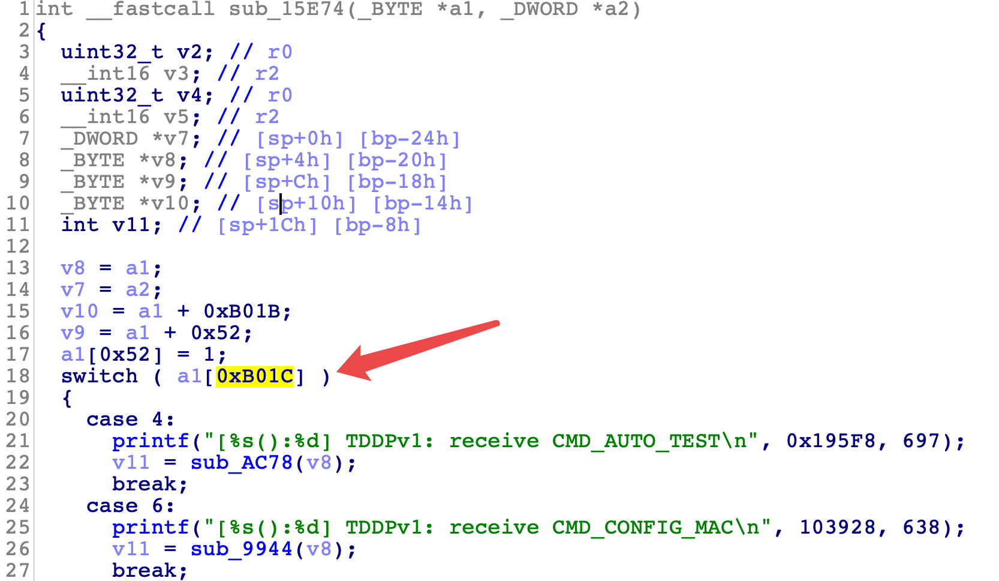 1 int __fastcall sub_15E74(_BYTE *a1, _DWORD *a2)
2 {
3 uint32_t v2; // r0
4 __int16 v3; // r2
5 uint32_t v4; // r0
6 __int16 v5; // r2
7 _DWORD *v7; // [sp+0h] [bp-24h]
8 _BYTE *v8; // [sp+4h] [bp-20h]
9 _BYTE *v9; // [sp+Ch] [bp-18h]
10 _BYTE *v10; // [sp+10h] [bp-14h]
11 int v11; // [sp+1Ch] [bp-8h]
12
13 v8 = a1;
14 v7 = a2;
15 v10 = a1 + 0xB01B;
16 v9 = a1 + 0x52;
17 a1[0x52] = 1;
18 switch ( a1[0xB01C] )
19 {
20 case 4:
21 printf("[%s():%d] TDDPv1: receive CMD_AUTO_TEST\n", 0x195F8, 697);
22 v11 = sub_AC78(v8);
23 break;
24 case 6:
25 printf("[%s():%d] TDDPv1: receive CMD_CONFIG_MAC\n", 103928, 638);
26 v11 = sub_9944(v8);
27 break;